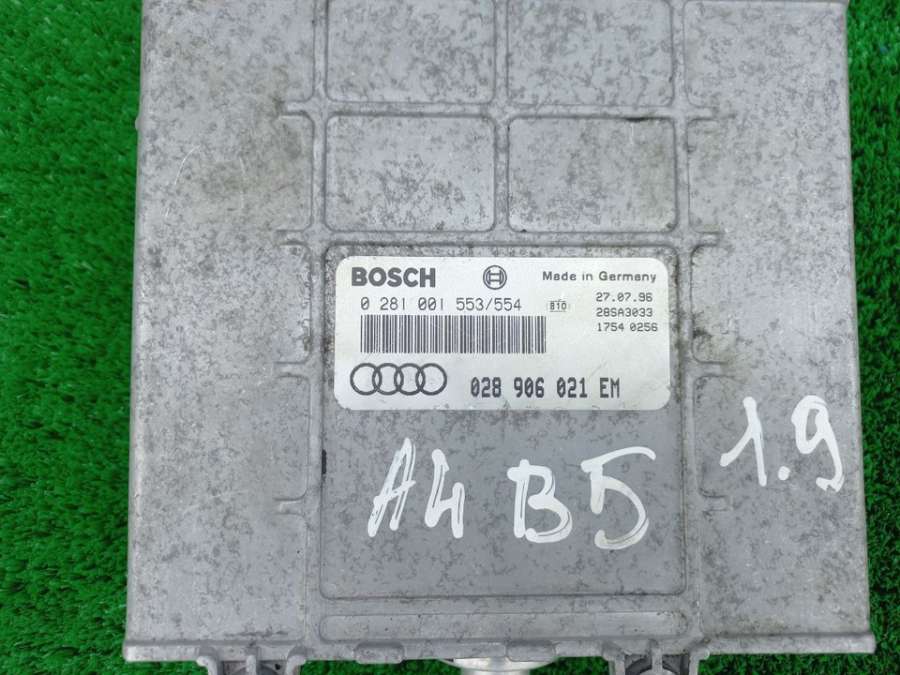 BOSCH Made in Germany
0 281 001 553/554 B10 27.07.96
28SA3033
1754 0256
028 906 021 EM
A4 B5 1.9